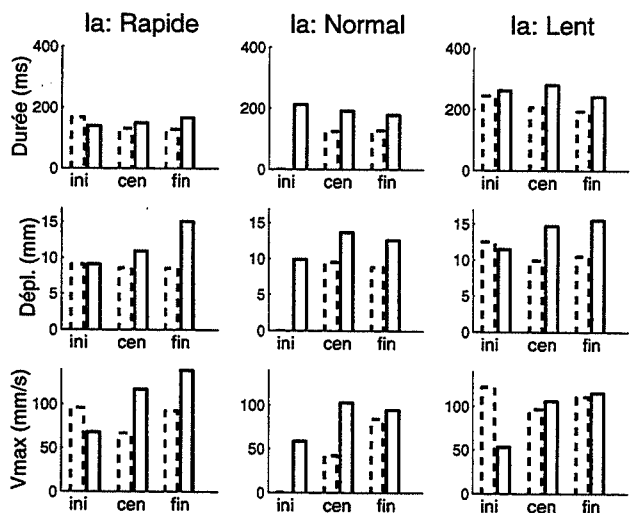 la: Rapide
la: Normal
la: Lent
Durée (ms)
400
200
0
ini
cen
fin
400
200
0
ini
cen
fin
400
200
0
ini
cen
fin
Dépl. (mm)
15
10
5
0
ini
cen
fin
15
10
5
0
ini
cen
fin
15
10
5
0
ini
cen
fin
Vmax (mm/s)
100
50
0
ini
cen
fin
100
50
0
ini
cen
fin
100
50
0
ini
cen
fin